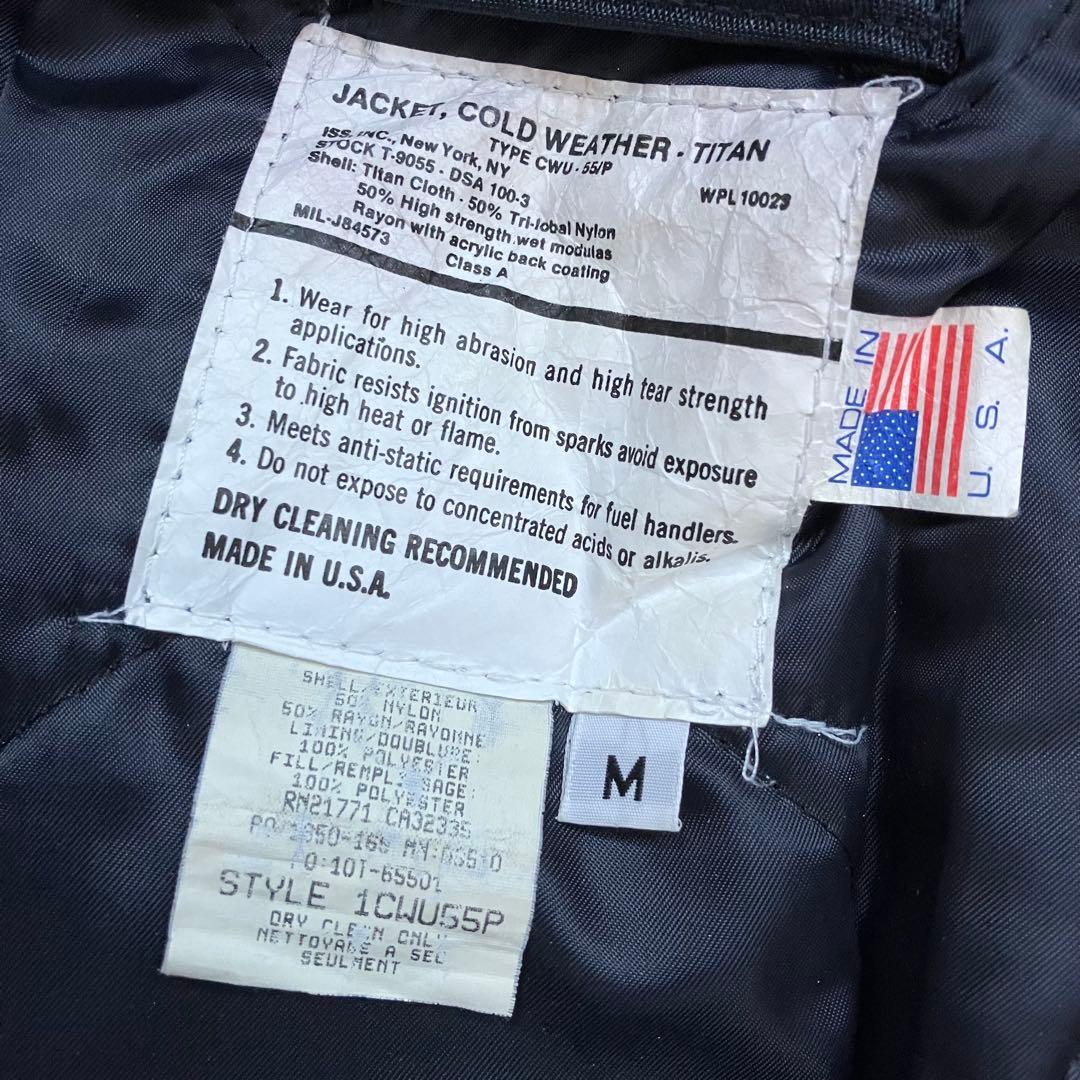 JACKET, COLD WEATHER - TITAN
TYPE CWU-55/P
ISS. INC., New York, NY
STOCK T-9055 - DSA 100-3
WPL 10023
Shell: Titan Cloth - 50% Tri-lobal Nylon
50% High strength wet modulas
Rayon with acrylic back coating
MIL-J84573
Class A
1. Wear for high abrasion and high tear strength
applications.
2. Fabric resists ignition from sparks avoid exposure
to high heat or flame.
3. Meets anti-static requirements for fuel handlers.
4. Do not expose to concentrated acids or alkalis.
DRY CLEANING RECOMMENDED
MADE IN U.S.A.
MADE IN
U. S. A.
M
SHELL/EXTERIEUR
50% NYLON
50% RAYON/RAYONNE
LINING/DOUBLURE:
100% POLYESTER
FILL/REMPLISSAGE:
100% POLYESTER
RN21771 CA32335
STYLE 1CWU55P
DRY CLEAN ONLY
NETTOYAGE A SEC
SEULMENT